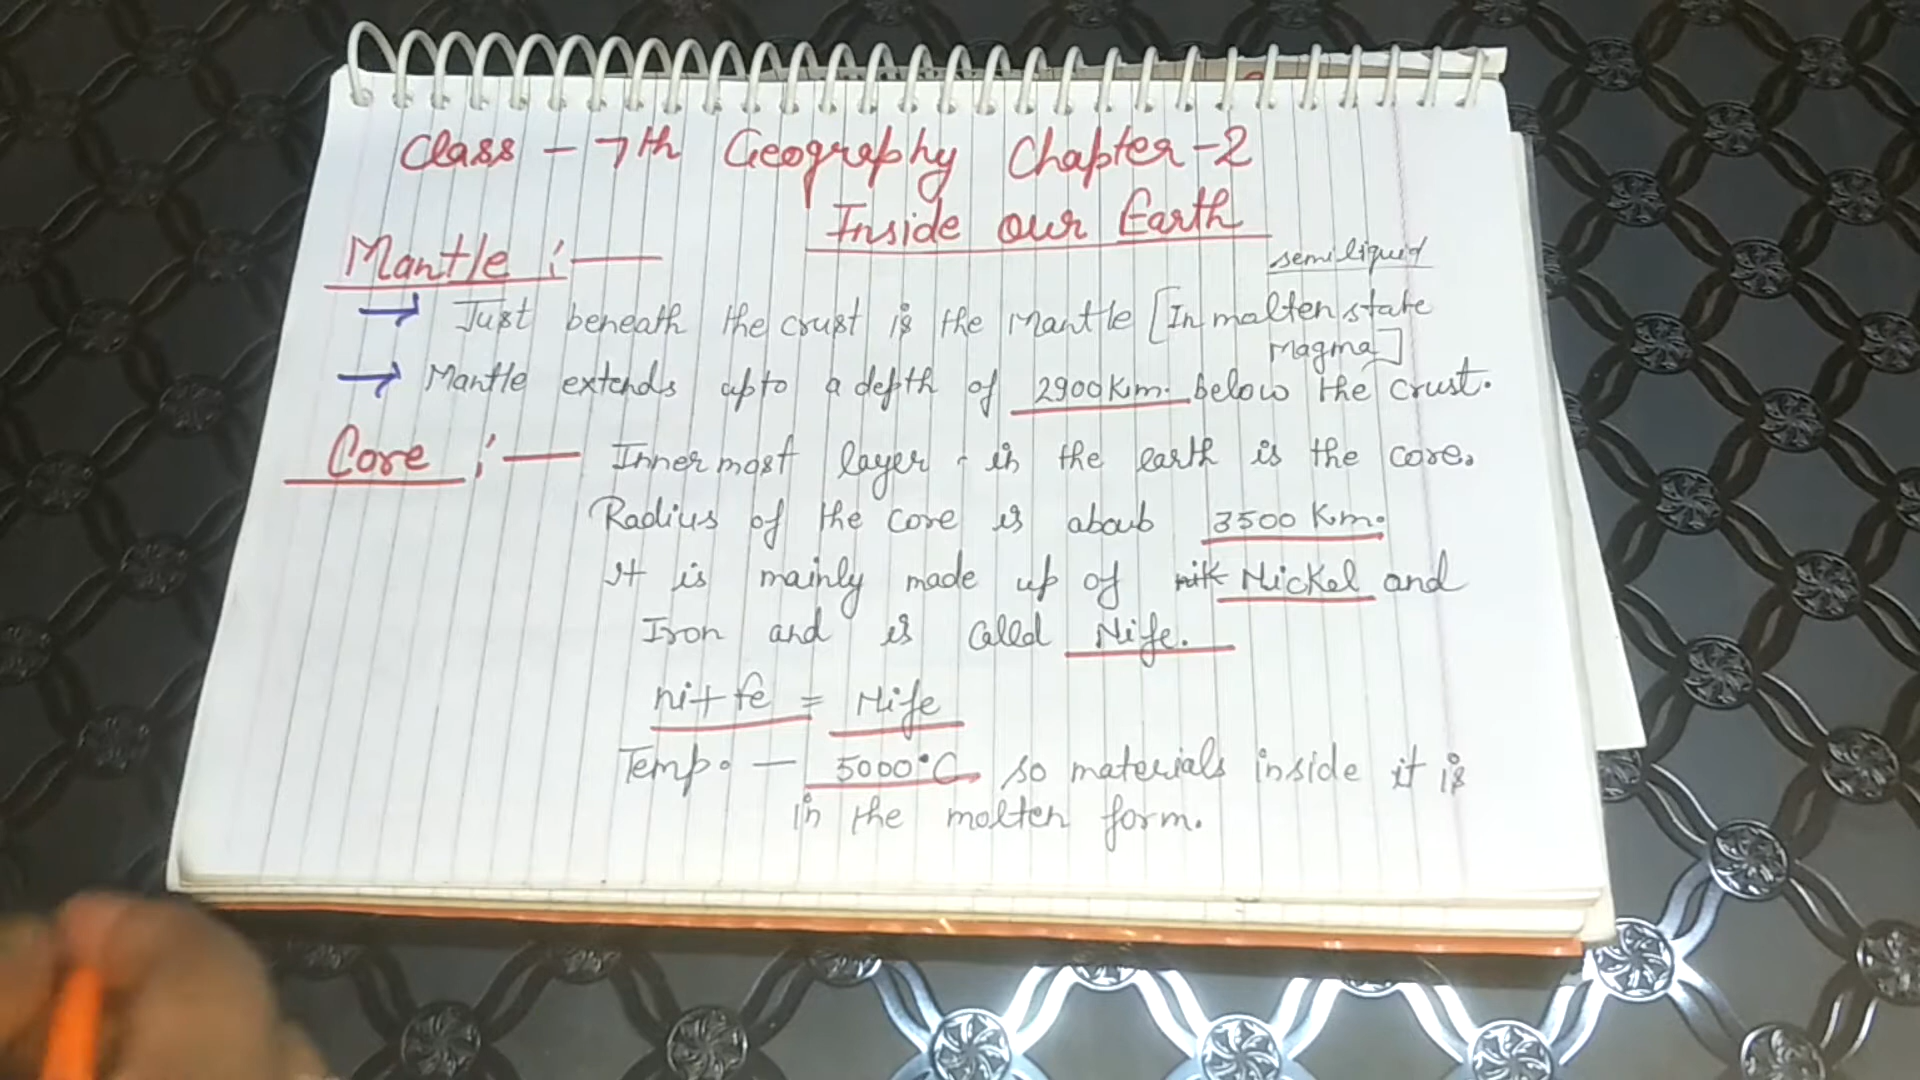 Class - 7th Geography Chapter-2
Inside our Earth
Mantle :—
semiliquid
→ Just beneath the crust is the Mantle [In molten state
Magma]
→ Mantle extends upto a depth of 2900 Km. below the crust.
Core :— Inner most layer - in the earth is the core.
Radius of the core is about 3500 Km.
It is mainly made up of nik Nickel and
Iron and is called Nife.
ni+fe = Nife
Temp. — 5000°C so materials inside it is
in the molten form.